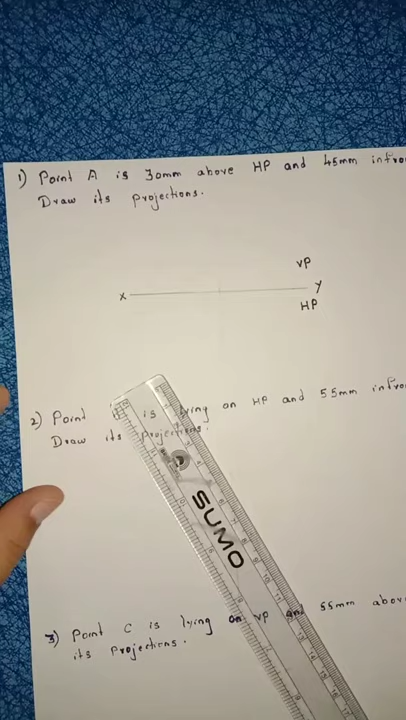 1) Point A is 30mm above HP and 45mm infro
Draw its projections.
VP
X Y
HP
2) Point is lying on HP and 55mm infro
Draw its projections.
SUMO
3) Point C is lying on VP and 55mm above
its projections.